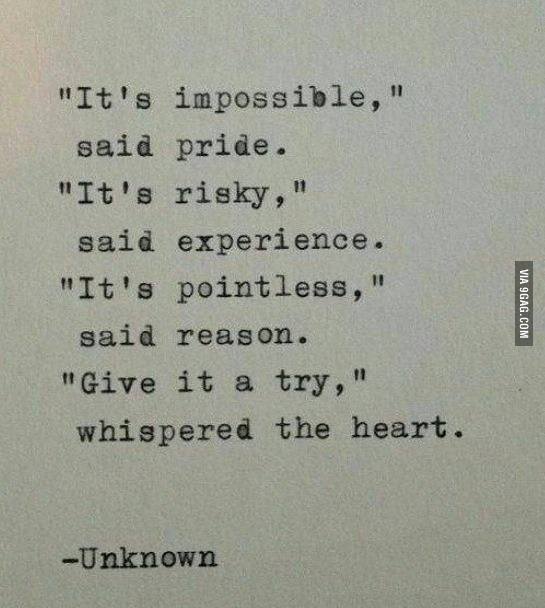 "It's impossible,"
said pride.
"It's risky,"
said experience.
"It's pointless,"
said reason.
"Give it a try,"
whispered the heart.
-Unknown
VIA 9GAG.COM